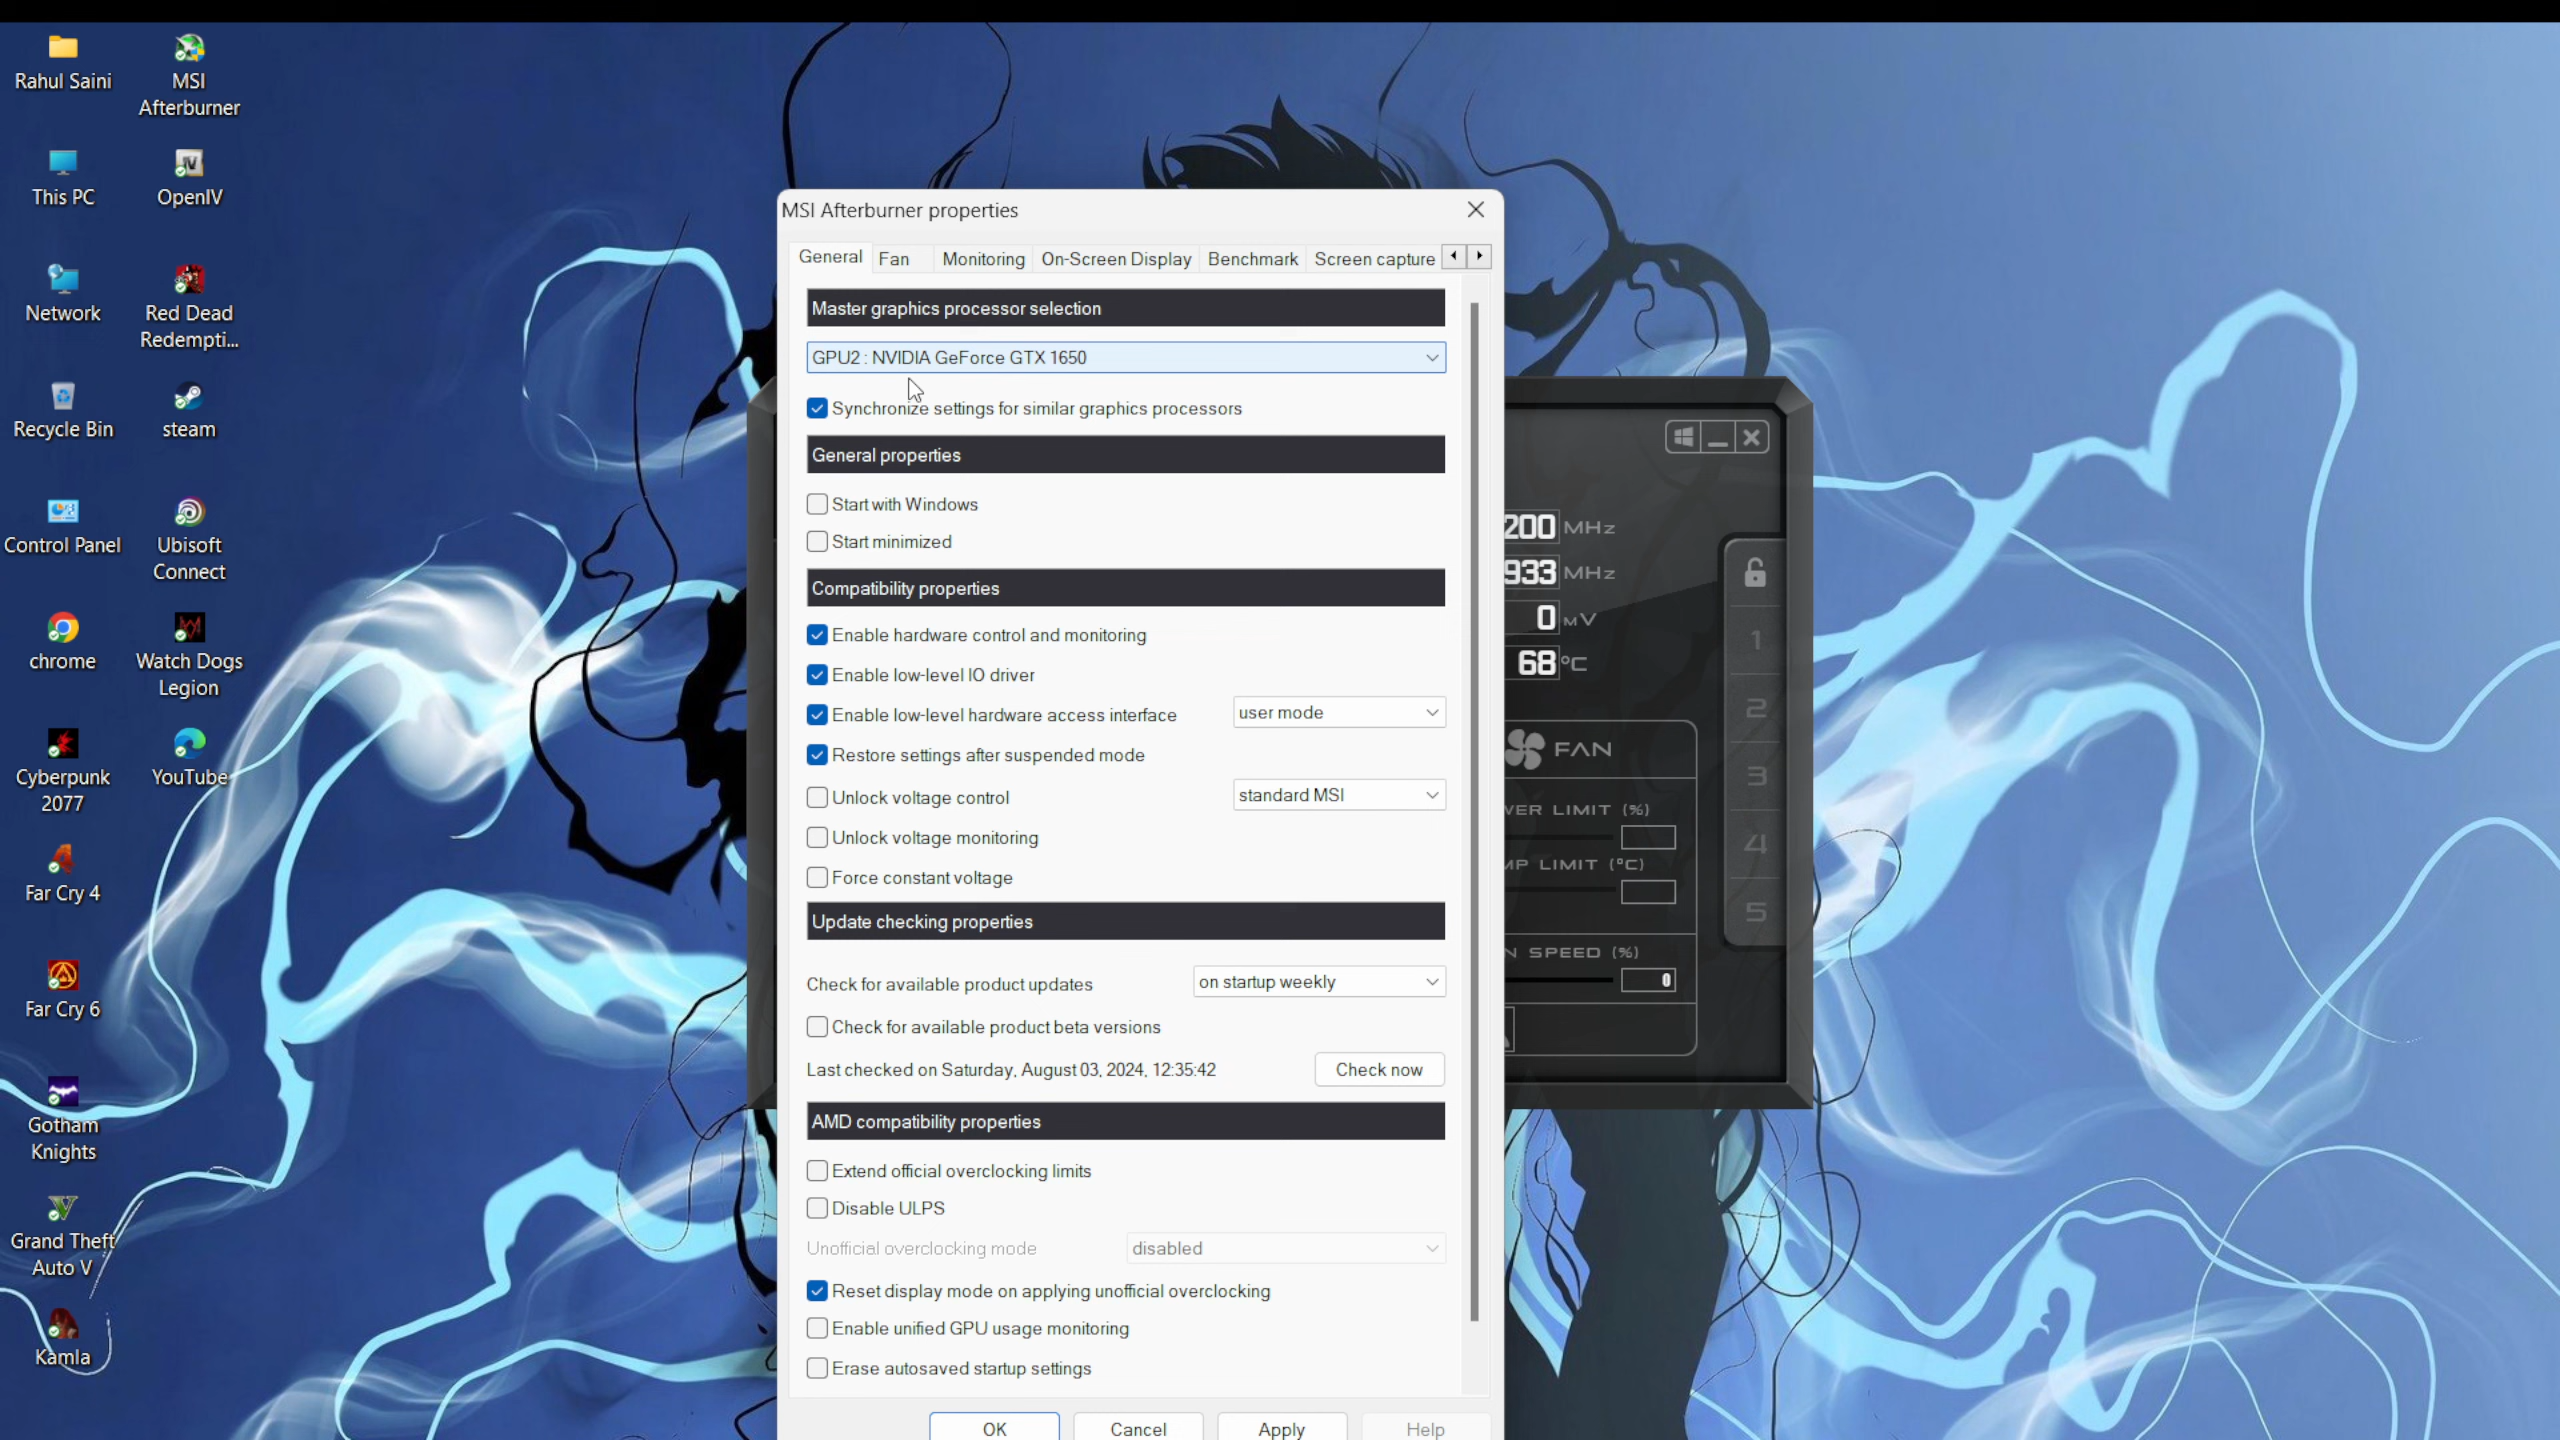 Rahul Saini
MSI
Afterburner
This PC
OpenIV
Network
Red Dead
Redempti...
Recycle Bin
steam
Control Panel
Ubisoft
Connect
chrome
Watch Dogs
Legion
Cyberpunk
2077
YouTube
Far Cry 4
Far Cry 6
Gotham
Knights
Grand Theft
Auto V
Kamla
MSI Afterburner properties
General Fan Monitoring On-Screen Display Benchmark Screen capture
Master graphics processor selection
GPU2 : NVIDIA GeForce GTX 1650
Synchronize settings for similar graphics processors
General properties
Start with Windows
Start minimized
Compatibility properties
Enable hardware control and monitoring
Enable low-level IO driver
Enable low-level hardware access interface user mode
Restore settings after suspended mode
Unlock voltage control standard MSI
Unlock voltage monitoring
Force constant voltage
Update checking properties
Check for available product updates on startup weekly
Check for available product beta versions
Last checked on Saturday, August 03, 2024, 12:35:42 Check now
AMD compatibility properties
Extend official overclocking limits
Disable ULPS
Unofficial overclocking mode disabled
Reset display mode on applying unofficial overclocking
Enable unified GPU usage monitoring
Erase autosaved startup settings
OK Cancel Apply Help
200 MHz
933 MHz
0 MV
68 °C
FAN
WER LIMIT (%)
MP LIMIT (°C)
N SPEED (%)
0
1
2
3
4
5